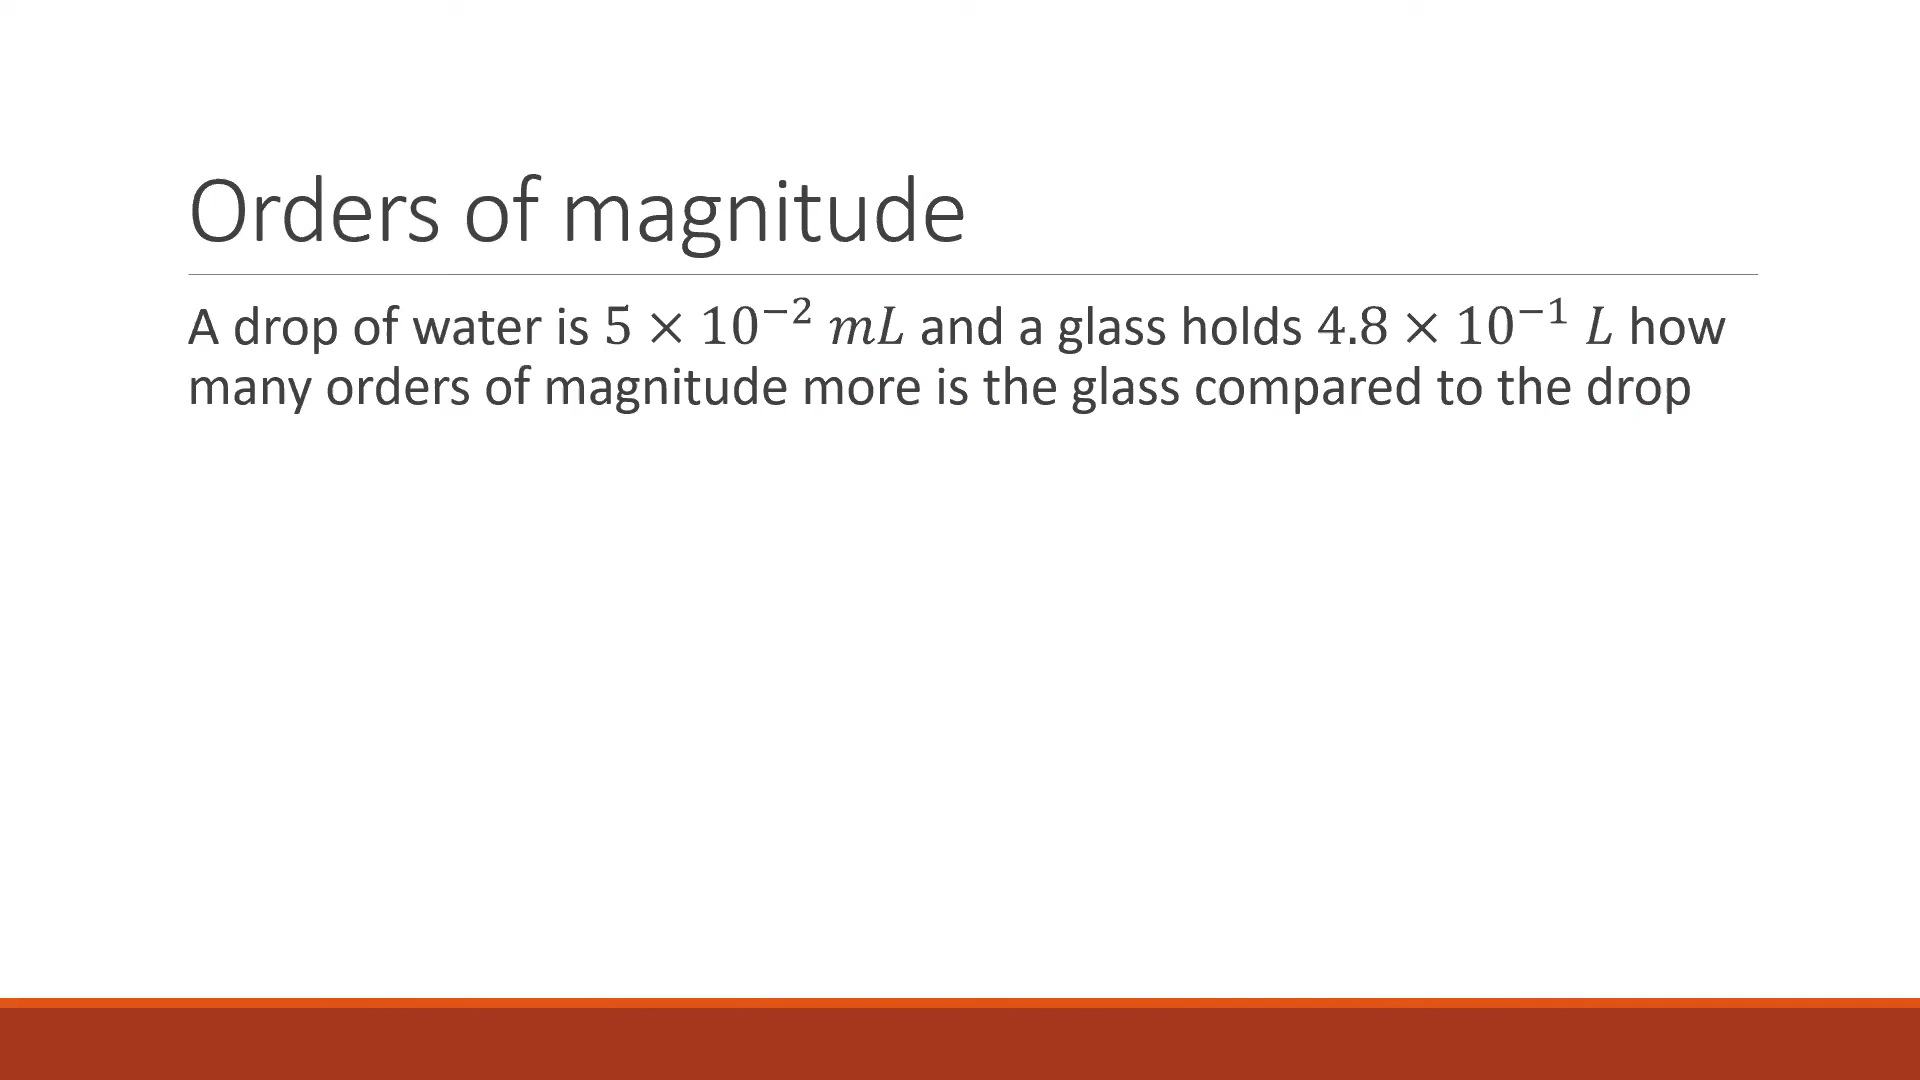 Orders of magnitude
A drop of water is 5 × 10⁻² mL and a glass holds 4.8 × 10⁻¹ L how
many orders of magnitude more is the glass compared to the drop